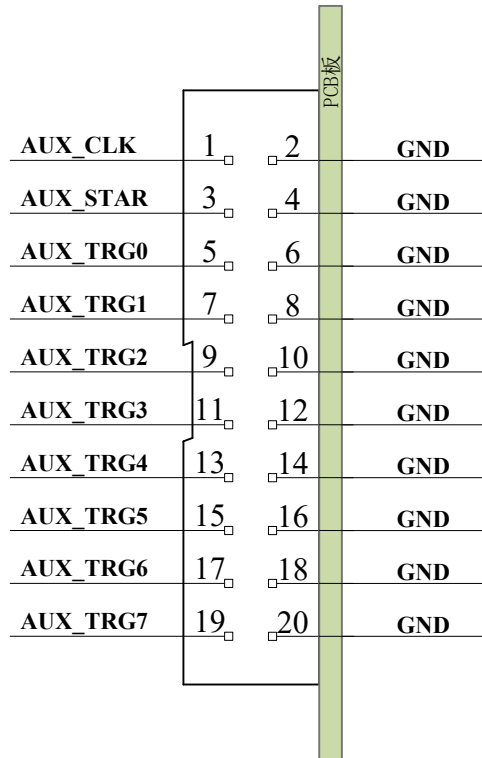 PCB板
AUX_CLK 1 2 GND
AUX_STAR 3 4 GND
AUX_TRG0 5 6 GND
AUX_TRG1 7 8 GND
AUX_TRG2 9 10 GND
AUX_TRG3 11 12 GND
AUX_TRG4 13 14 GND
AUX_TRG5 15 16 GND
AUX_TRG6 17 18 GND
AUX_TRG7 19 20 GND